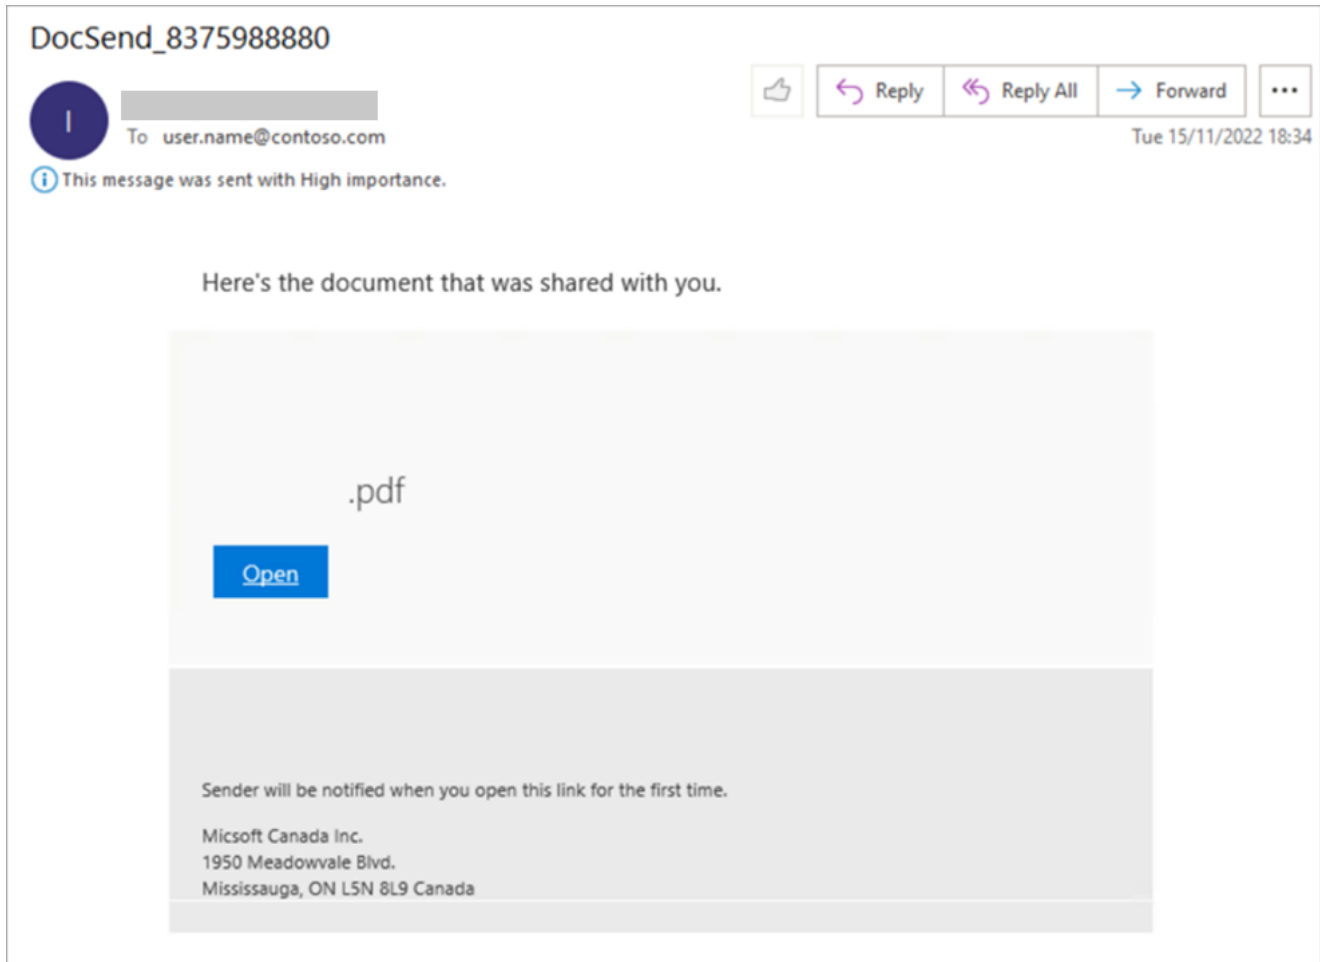 DocSend_8375988880
I
Reply
Reply All
Forward
To user.name@contoso.com
Tue 15/11/2022 18:34
This message was sent with High importance.
Here's the document that was shared with you.
.pdf
Open
Sender will be notified when you open this link for the first time.
Micsoft Canada Inc.
1950 Meadowvale Blvd.
Mississauga, ON L5N 8L9 Canada